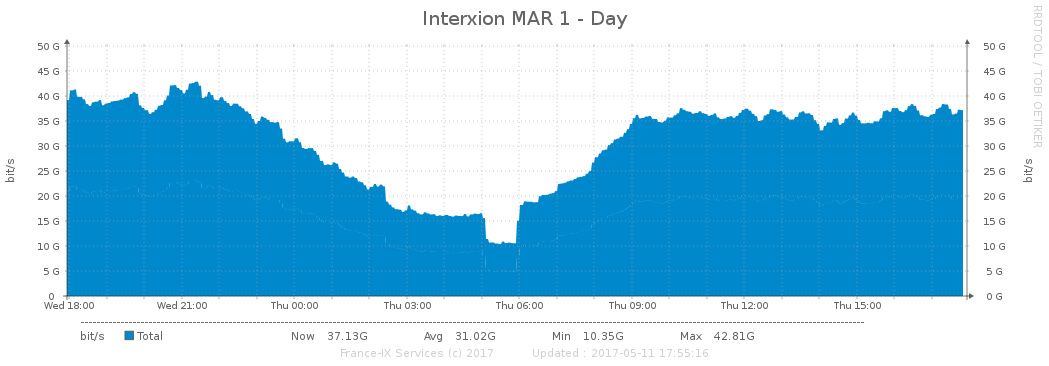 Interxion MAR 1 - Day
RRDTOOL / TOBI OETIKER
50 G 50 G
45 G 45 G
40 G 40 G
35 G 35 G
30 G 30 G
25 G 25 G
20 G 20 G
15 G 15 G
10 G 10 G
5 G 5 G
0 0 G
bit/s bit/s
Wed 18:00 Wed 21:00 Thu 00:00 Thu 03:00 Thu 06:00 Thu 09:00 Thu 12:00 Thu 15:00
bit/s Total Now 37.13G Avg 31.02G Min 10.35G Max 42.81G
France-IX Services (c) 2017 Updated : 2017-05-11 17:55:16